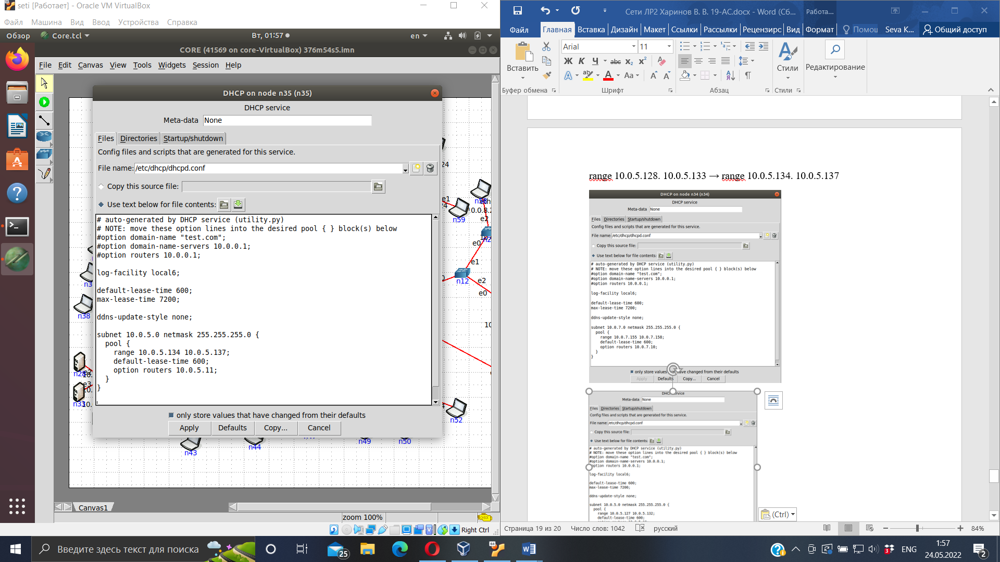 seti [Работает] - Oracle VM VirtualBox
Файл Машина Вид Ввод Устройства Справка
Обзор Core.tcl Вт, 01:57 en
CORE (41569 on core-VirtualBox) 376m54s5.imn
File Edit Canvas View Tools Widgets Session Help
DHCP on node n35 (n35)
DHCP service
Meta-data None
Files Directories Startup/shutdown
Config files and scripts that are generated for this service.
File name: /etc/dhcp/dhcpd.conf
Copy this source file:
Use text below for file contents:
# auto-generated by DHCP service (utility.py)
# NOTE: move these option lines into the desired pool { } block(s) below
#option domain-name "test.com";
#option domain-name-servers 10.0.0.1;
#option routers 10.0.0.1;
log-facility local6;
default-lease-time 600;
max-lease-time 7200;
ddns-update-style none;
subnet 10.0.5.0 netmask 255.255.255.0 {
pool {
range 10.0.5.134 10.0.5.137;
default-lease-time 600;
option routers 10.0.5.11;
}
}
only store values that have changed from their defaults
Apply Defaults Copy... Cancel
24
e1
n59
e2
e0
e1
n12
e2
e0
n38
n52
n43
n44
n49
n50
Canvas1
zoom 100%
CHECK
Right Ctrl
Сети ЛР2 Харинов В. В. 19-АС.docx - Word (Сб...
Работа...
Файл Главная Вставка Дизайн Макет Ссылки Рассылки Рецензирс Вид Формат Помощ Seva K... Общий доступ
Вставить
Arial 11
Ж К Ч abc x2 x2
A A Aa A A
Стили
Редактирование
Буфер обмена Шрифт Абзац Стили
range 10.0.5.128. 10.0.5.133 → range 10.0.5.134. 10.0.5.137
DHCP on node n34 (n34)
DHCP service
Meta-data None
Files Directories Startup/shutdown
Config files and scripts that are generated for this service.
File name: /etc/dhcp/dhcpd.conf
Copy this source file:
Use text below for file contents:
# auto-generated by DHCP service (utility.py)
# NOTE: move these option lines into the desired pool { } block(s) below
#option domain-name "test.com";
#option domain-name-servers 10.0.0.1;
#option routers 10.0.0.1;
log-facility local6;
default-lease-time 600;
max-lease-time 7200;
ddns-update-style none;
subnet 10.0.7.0 netmask 255.255.255.0 {
pool {
range 10.0.7.155 10.0.7.158;
default-lease-time 600;
option routers 10.0.7.10;
}
}
only store values that have changed from their defaults
Apply Defaults Copy... Cancel
DHCP service
Meta-data None
Files Directories Startup/shutdown
Config files and scripts that are generated for this service.
File name: /etc/dhcp/dhcpd.conf
Copy this source file:
Use text below for file contents:
# auto-generated by DHCP service (utility.py)
# NOTE: move these option lines into the desired pool { } block(s) below
#option domain-name "test.com";
#option domain-name-servers 10.0.0.1;
option routers 10.0.0.1;
log-facility local6;
default-lease-time 600;
max-lease-time 7200;
ddns-update-style none;
subnet 10.0.5.0 netmask 255.255.255.0 {
pool {
range 10.0.5.127 10.0.5.132;
default-lease-time 600;
(Ctrl)
Страница 19 из 20 Число слов: 1042 русский 84%
Введите здесь текст для поиска
25
64
3
ENG
1:57
24.05.2022
2